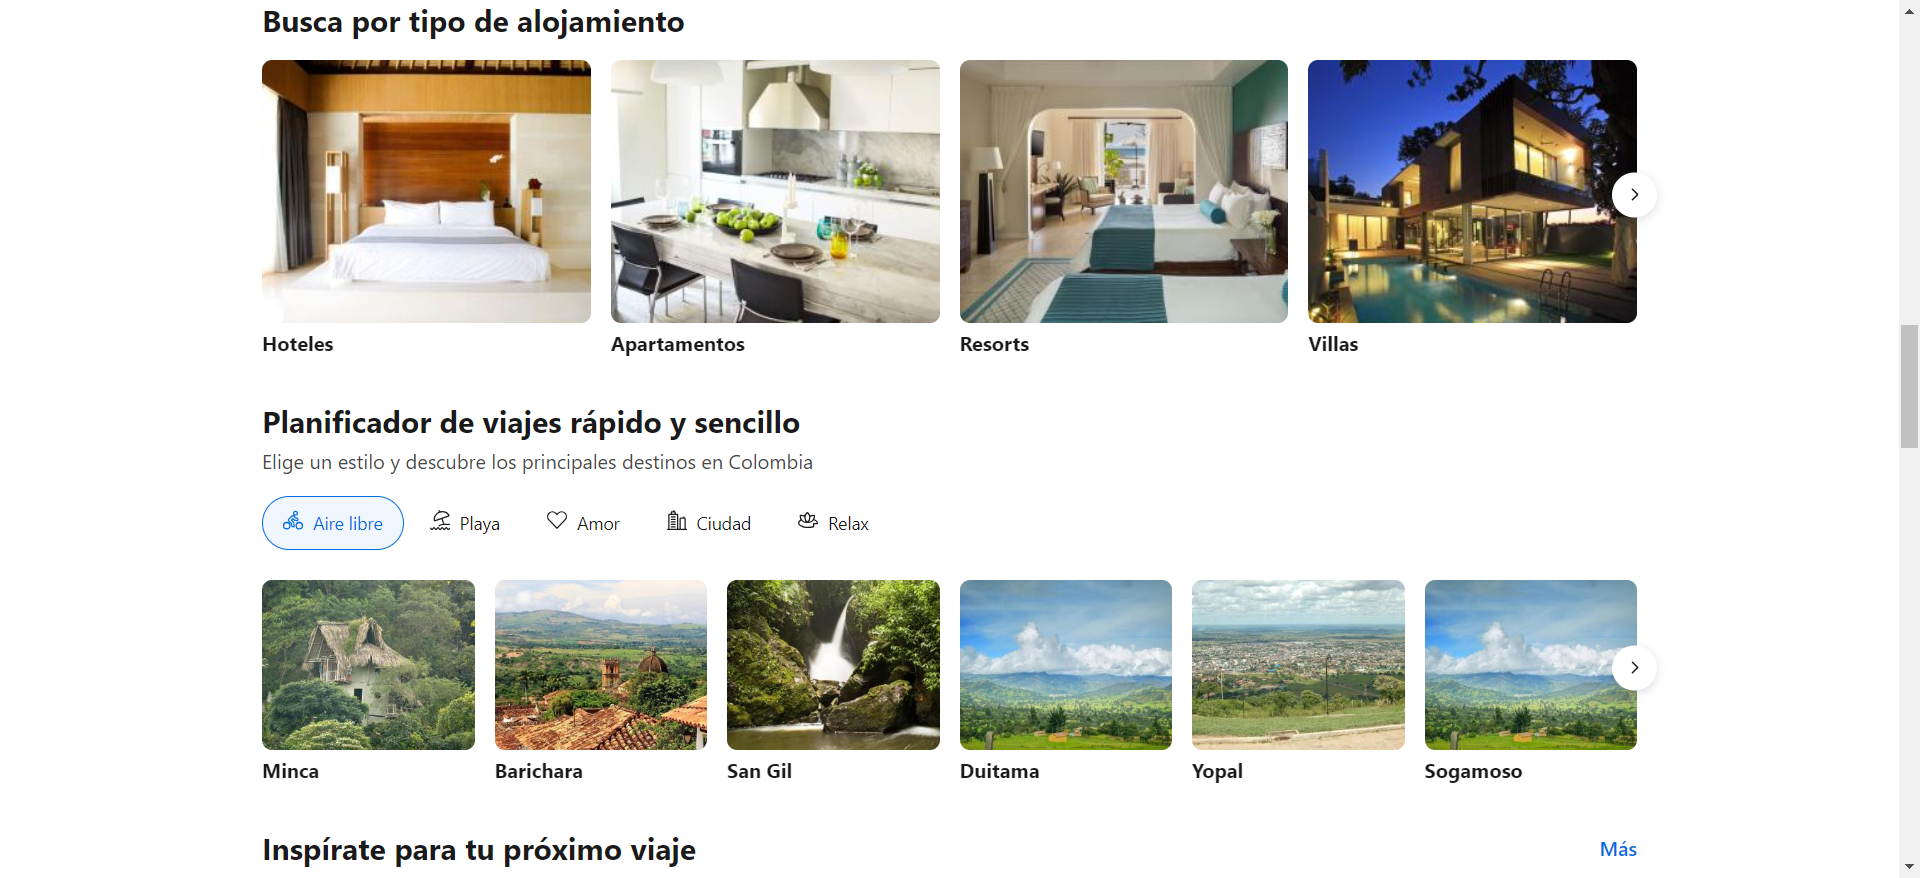 Busca por tipo de alojamiento
Hoteles
Apartamentos
Resorts
Villas
Planificador de viajes rápido y sencillo
Elige un estilo y descubre los principales destinos en Colombia
Aire libre
Playa
Amor
Ciudad
Relax
Minca
Barichara
San Gil
Duitama
Yopal
Sogamoso
Inspírate para tu próximo viaje
Más